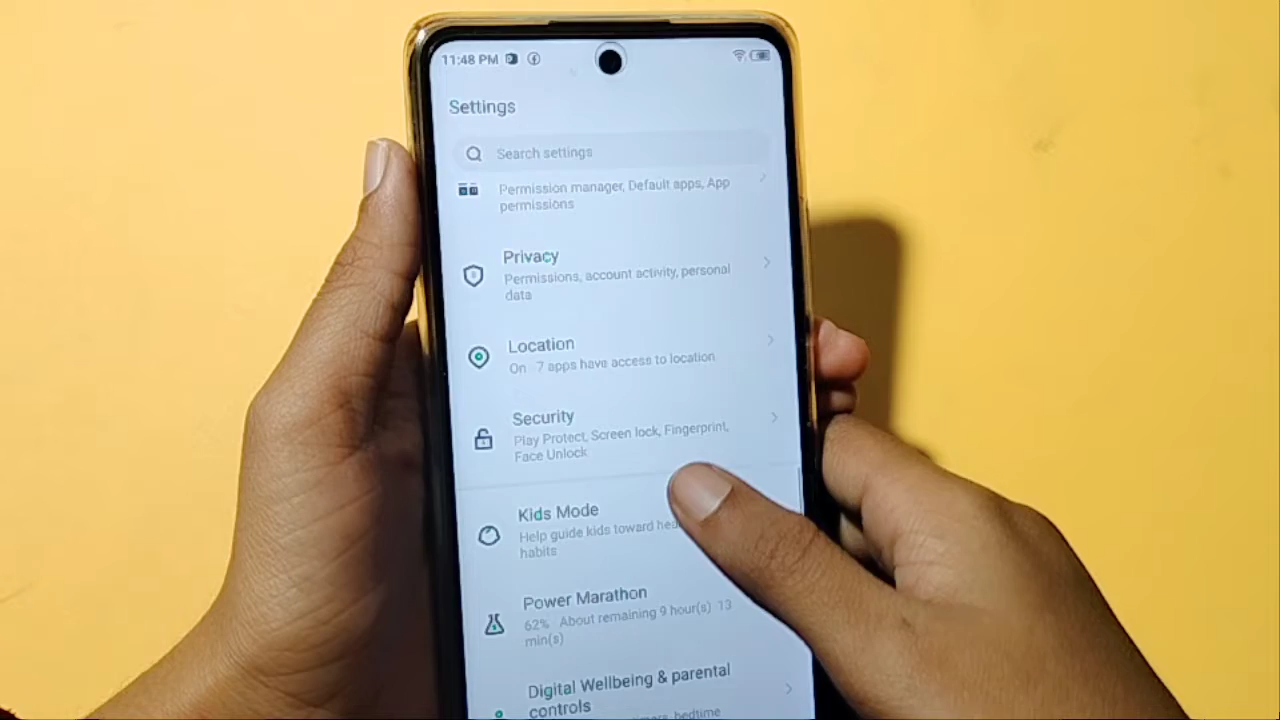 11:48 PM
Settings
Search settings
Permission manager, Default apps, App
permissions
Privacy
Permissions, account activity, personal
data
Location
On 7 apps have access to location
Security
Play Protect, Screen lock, Fingerprint,
Face Unlock
Kids Mode
Help guide kids toward
habits
Power Marathon
62% About remaining 9 hour(s) 13
min(s)
Digital Wellbeing & parental
controls
bedtime